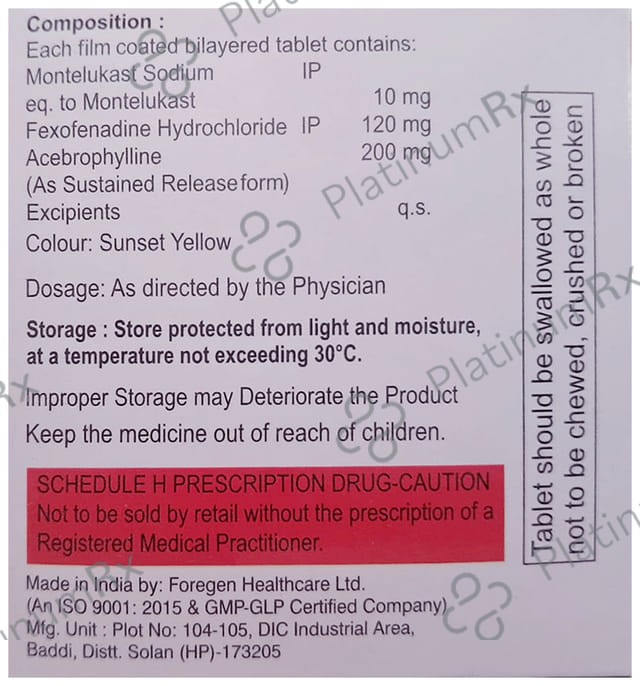 Composition :
Each film coated bilayered tablet contains:
Montelukast Sodium IP
eq. to Montelukast 10 mg
Fexofenadine Hydrochloride IP 120 mg
Acebrophylline 200 mg
(As Sustained Release form)
Excipients q.s.
Colour: Sunset Yellow
Dosage: As directed by the Physician
Storage : Store protected from light and moisture,
at a temperature not exceeding 30°C.
Improper Storage may Deteriorate the Product
Keep the medicine out of reach of children.
SCHEDULE H PRESCRIPTION DRUG-CAUTION
Not to be sold by retail without the prescription of a
Registered Medical Practitioner.
Made in India by: Foregen Healthcare Ltd.
(An ISO 9001: 2015 & GMP-GLP Certified Company)
Mfg. Unit : Plot No: 104-105, DIC Industrial Area,
Baddi, Distt. Solan (HP)-173205
Tablet should be swallowed as whole
not to be chewed, crushed or broken
PlatinumRx
PlatinumRx